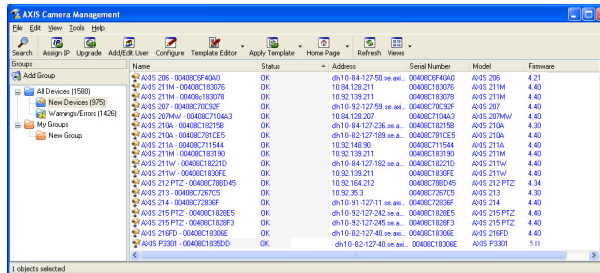 AXIS Camera Management
File Edit View Tools Help
Search Assign IP Upgrade Add/Edit User Configure Template Editor Apply Template Home Page Refresh Views
Groups
Add Group
All Devices (1580)
New Devices (975)
Warnings/Errors (1426)
My Groups
New Group
Name Status Address Serial Number Model Firmware
AXIS 206 - 00408C6F40A0 OK dh10-84-127-50.se.axi... 00408C6F40A0 AXIS 206 4.21
AXIS 211M - 00408C183076 OK 10.84.128.211 00408C183076 AXIS 211M 4.40
AXIS 211M - 00408c183078 OK 10.92.139.211 00408C183078 AXIS 211M 4.40
AXIS 207 - 00408C70C92F OK dh10-92-127-59.se.axi... 00408C70C92F AXIS 207 4.40
AXIS 207MW - 00408C7104A3 OK 10.84.128.207 00408C7104A3 AXIS 207MW 4.40
AXIS 210A - 00408C18215B OK dh10-84-127-236.se.a... 00408C18215B AXIS 210A 4.30
AXIS 210A - 00408C781CE5 OK dh10-82-127-189.se.a... 00408C781CE5 AXIS 210A 4.40
AXIS 211A - 00408C711544 OK 10.92.148.90 00408C711544 AXIS 211A 4.40
AXIS 211M - 00408C183190 OK 10.92.139.211 00408C183190 AXIS 211M 4.40
AXIS 211W - 00408C18221D OK dh10-84-127-182.se.a... 00408C18221D AXIS 211W 4.40
AXIS 211W - 00408C1830FE OK 10.92.139.211 00408C1830FE AXIS 211W 4.40
AXIS 212 PTZ - 00408C78BD45 OK 10.92.164.212 00408C78BD45 AXIS 212 PTZ 4.34
AXIS 213 - 00408C7267C5 OK 10.92.35.3 00408C7267C5 AXIS 213 4.30
AXIS 214 - 00408C72836F OK dh10-91-127-11.se.axi... 00408C72836F AXIS 214 4.40
AXIS 215 PTZ - 00408C1828E5 OK dh10-92-127-242.se.a... 00408C1828E5 AXIS 215 PTZ 4.40
AXIS 215 PTZ - 00408C1828F3 OK dh10-92-127-245.se.a... 00408C1828F3 AXIS 215 PTZ 4.40
AXIS 216FD - 00408C18306E OK dh10-82-127-40.se.axi... 00408C18306E AXIS 216FD 4.40
AXIS P3301 - 00408C1835DD OK dh10-82-127-40.se.axi... 00408C18306E AXIS P3301 5.11
1 objects selected